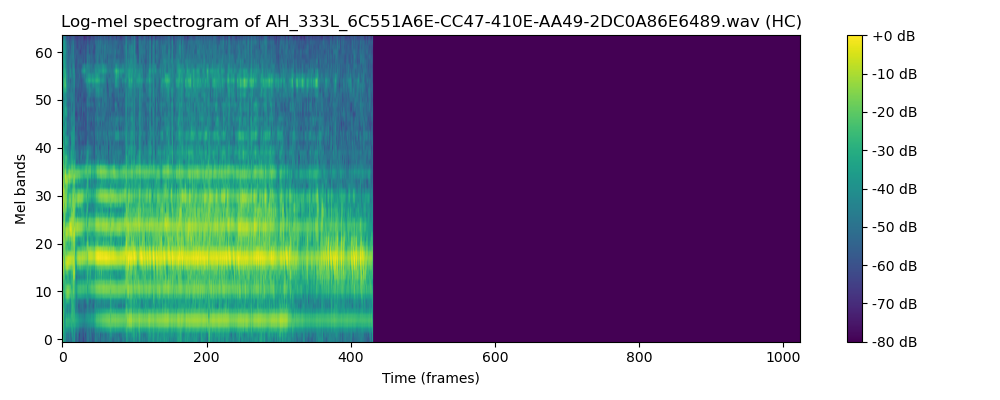 Log-mel spectrogram of AH_333L_6C551A6E-CC47-410E-AA49-2DC0A86E6489.wav (HC)
60
50
40
30
20
10
0
Mel bands
0 200 400 600 800 1000
Time (frames)
+0 dB
-10 dB
-20 dB
-30 dB
-40 dB
-50 dB
-60 dB
-70 dB
-80 dB